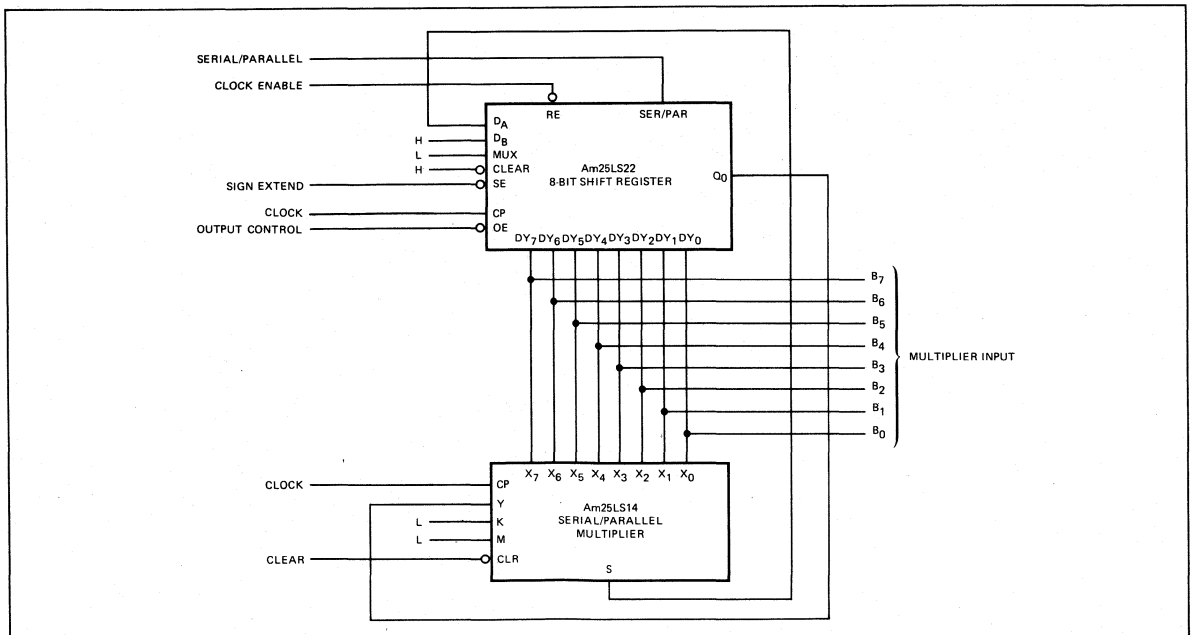 SERIAL/PARALLEL
CLOCK ENABLE
RE
SER/PAR
DA
H
DB
L
MUX
H
CLEAR
Am25LS22
8-BIT SHIFT REGISTER
Q0
SIGN EXTEND
SE
CLOCK
CP
OUTPUT CONTROL
OE
DY7 DY6 DY5 DY4 DY3 DY2 DY1 DY0
B7
B6
B5
B4
MULTIPLIER INPUT
B3
B2
B1
B0
X7 X6 X5 X4 X3 X2 X1 X0
CLOCK
CP
Y
Am25LS14
SERIAL/PARALLEL
MULTIPLIER
L
K
L
M
CLEAR
CLR
S